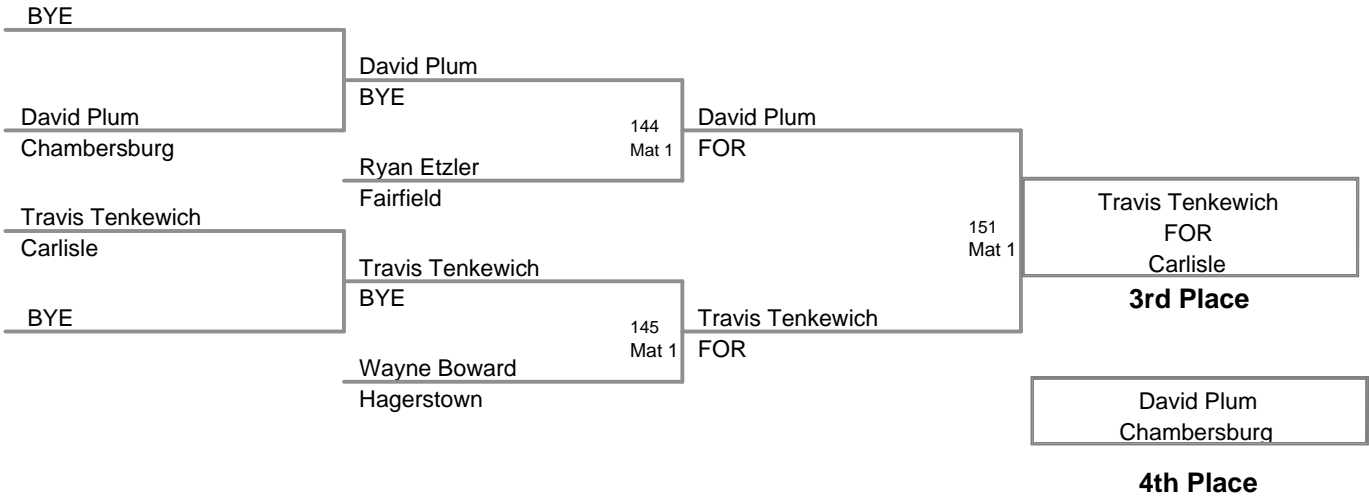 BYE
David Plum
BYE
David Plum
Chambersburg
144
Mat 1
David Plum
FOR
Ryan Etzler
Fairfield
Travis Tenkewich
Carlisle
151
Mat 1
Travis Tenkewich
FOR
Carlisle
3rd Place
Travis Tenkewich
BYE
BYE
145
Mat 1
Travis Tenkewich
FOR
Wayne Boward
Hagerstown
David Plum
Chambersburg
4th Place